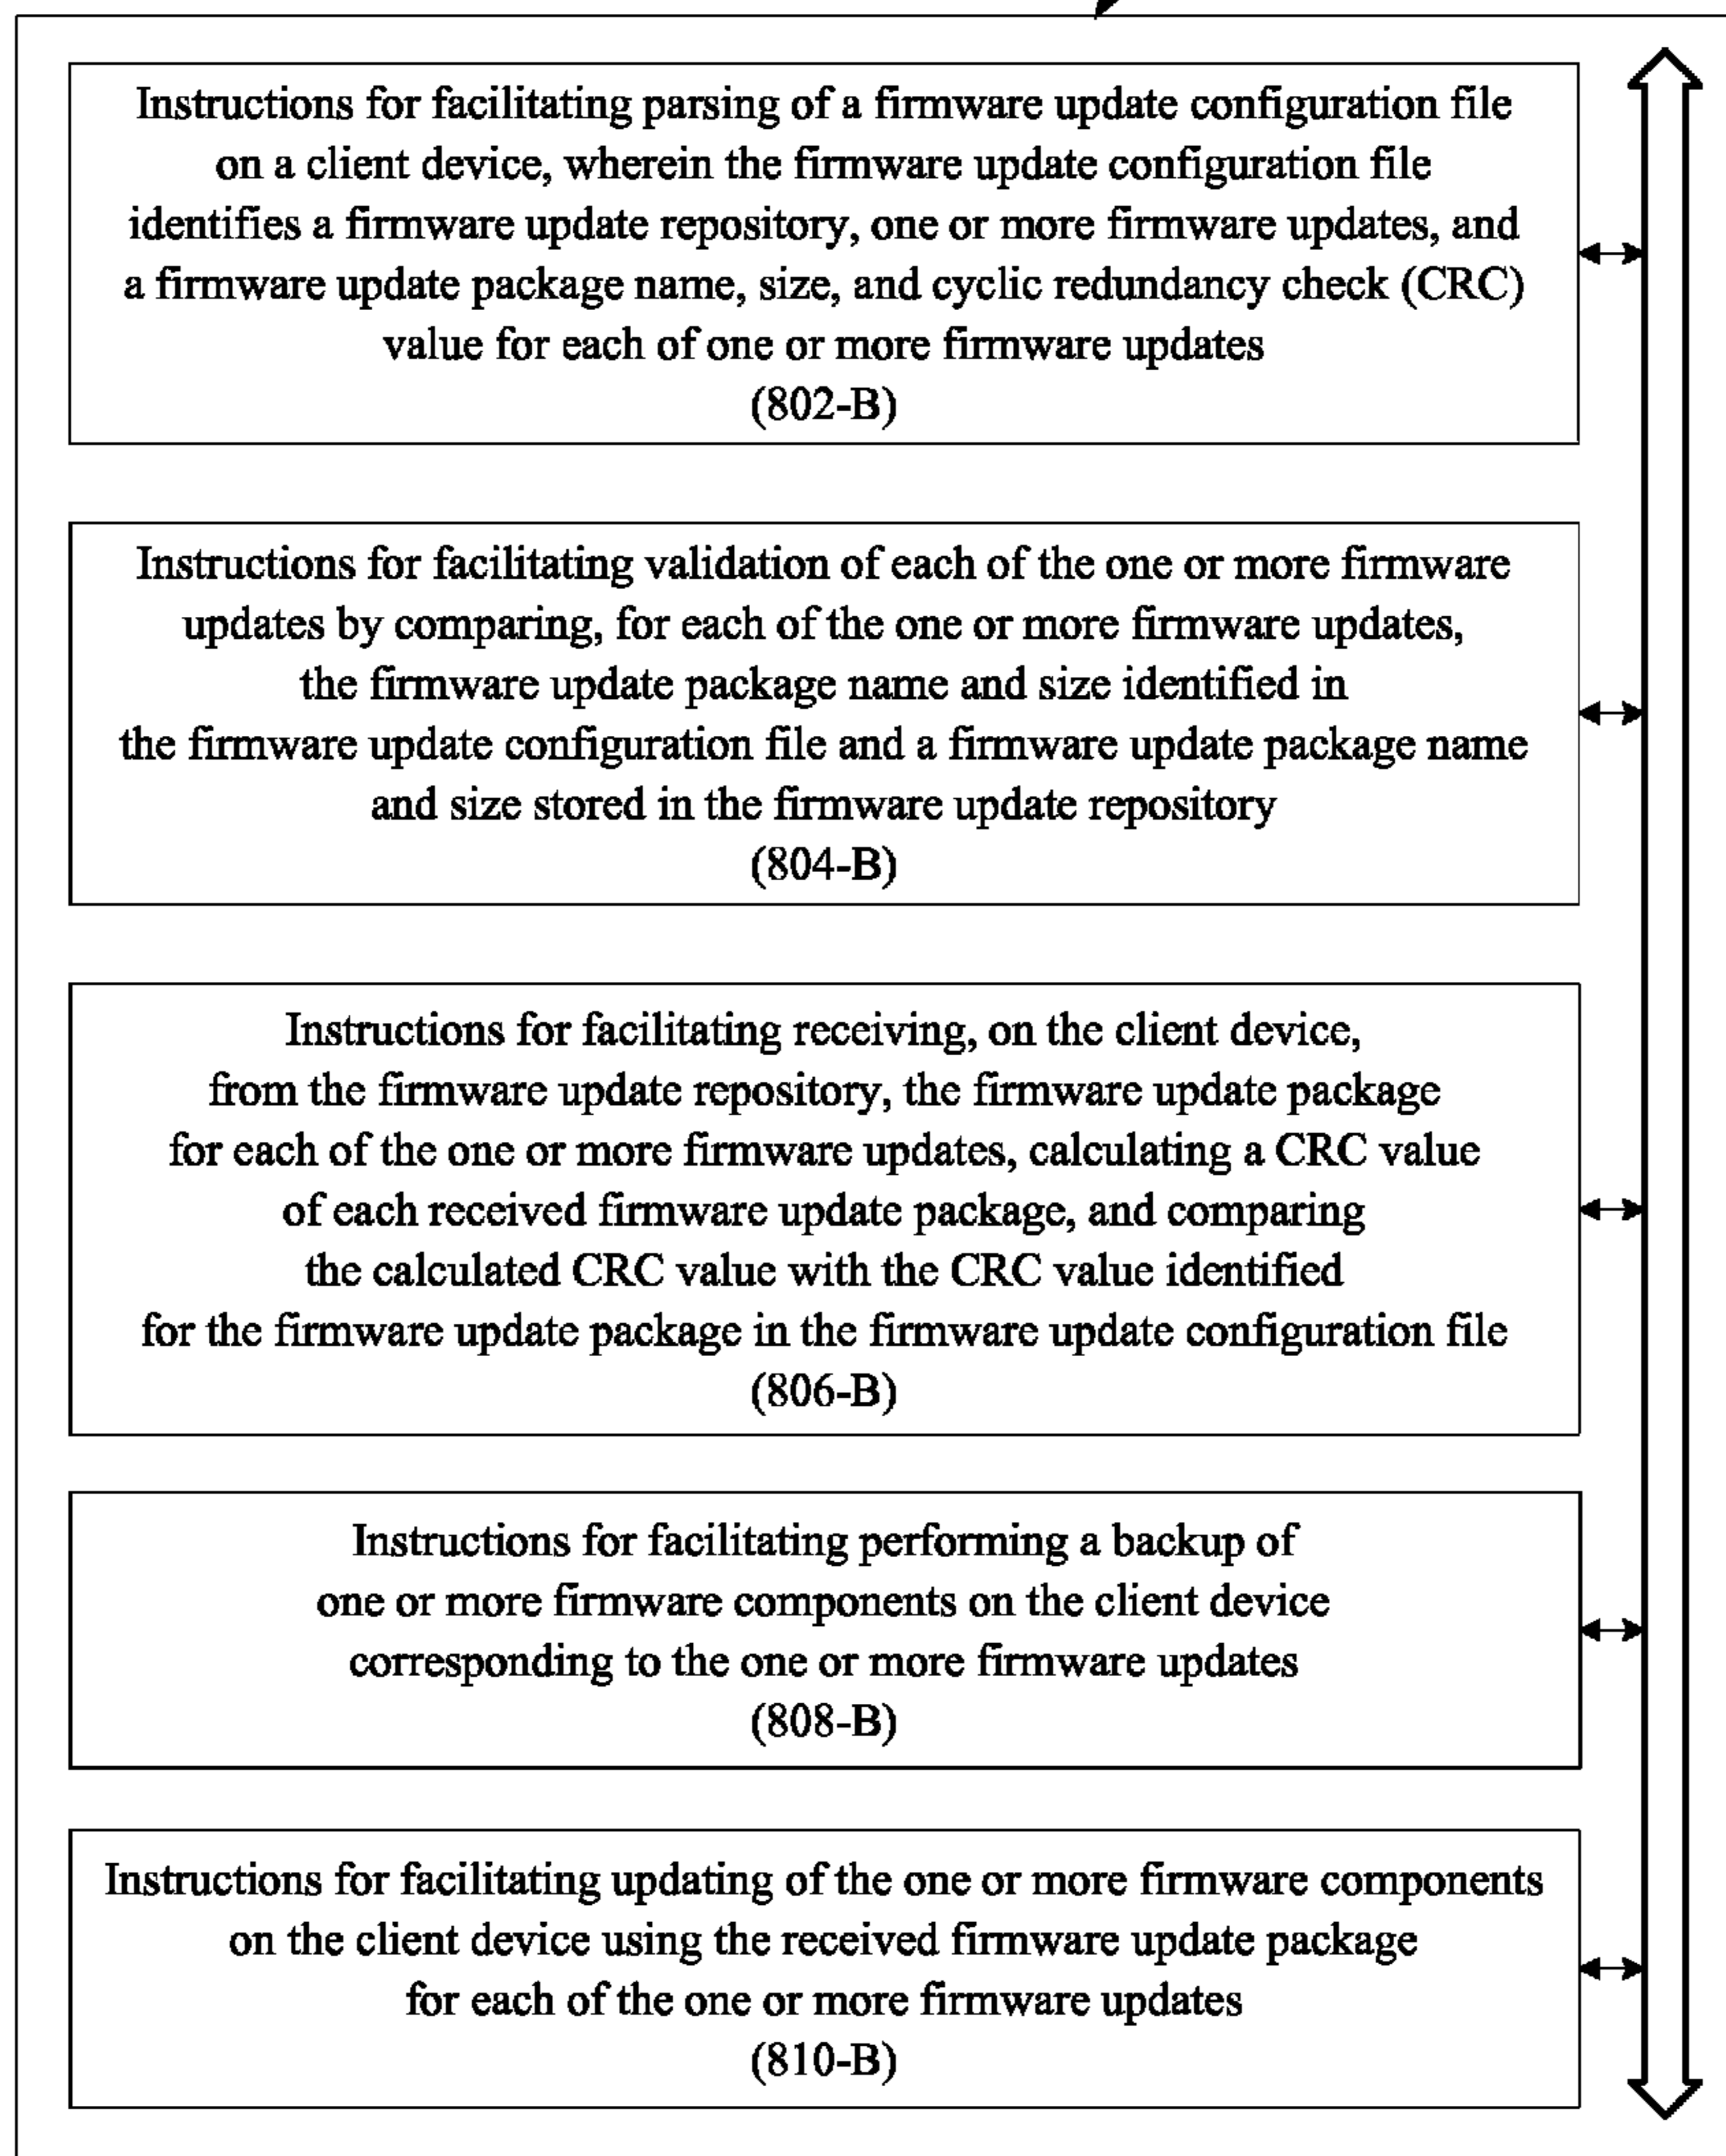 Instructions for facilitating parsing of a firmware update configuration file
on a client device, wherein the firmware update configuration file
identifies a firmware update repository, one or more firmware updates, and
a firmware update package name, size, and cyclic redundancy check (CRC)
value for each of one or more firmware updates
(802-B)
Instructions for facilitating validation of each of the one or more firmware
updates by comparing, for each of the one or more firmware updates,
the firmware update package name and size identified in
the firmware update configuration file and a firmware update package name
and size stored in the firmware update repository
(804-B)
Instructions for facilitating receiving, on the client device,
from the firmware update repository, the firmware update package
for each of the one or more firmware updates, calculating a CRC value
of each received firmware update package, and comparing
the calculated CRC value with the CRC value identified
for the firmware update package in the firmware update configuration file
(806-B)
Instructions for facilitating performing a backup of
one or more firmware components on the client device
corresponding to the one or more firmware updates
(808-B)
Instructions for facilitating updating of the one or more firmware components
on the client device using the received firmware update package
for each of the one or more firmware updates
(810-B)